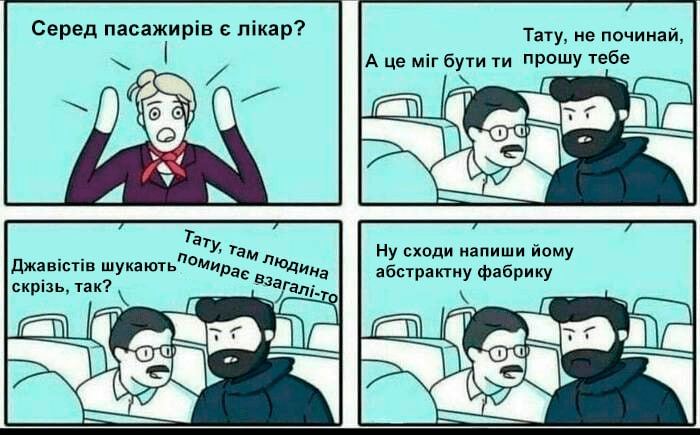 Серед пасажирів є лікар?
А це міг бути ти
Тату, не починай,
прошу тебе
Джавістів шукають
скрізь, так?
Тату, там людина
помирає взагалі-то
Ну сходи напиши йому
абстрактну фабрику